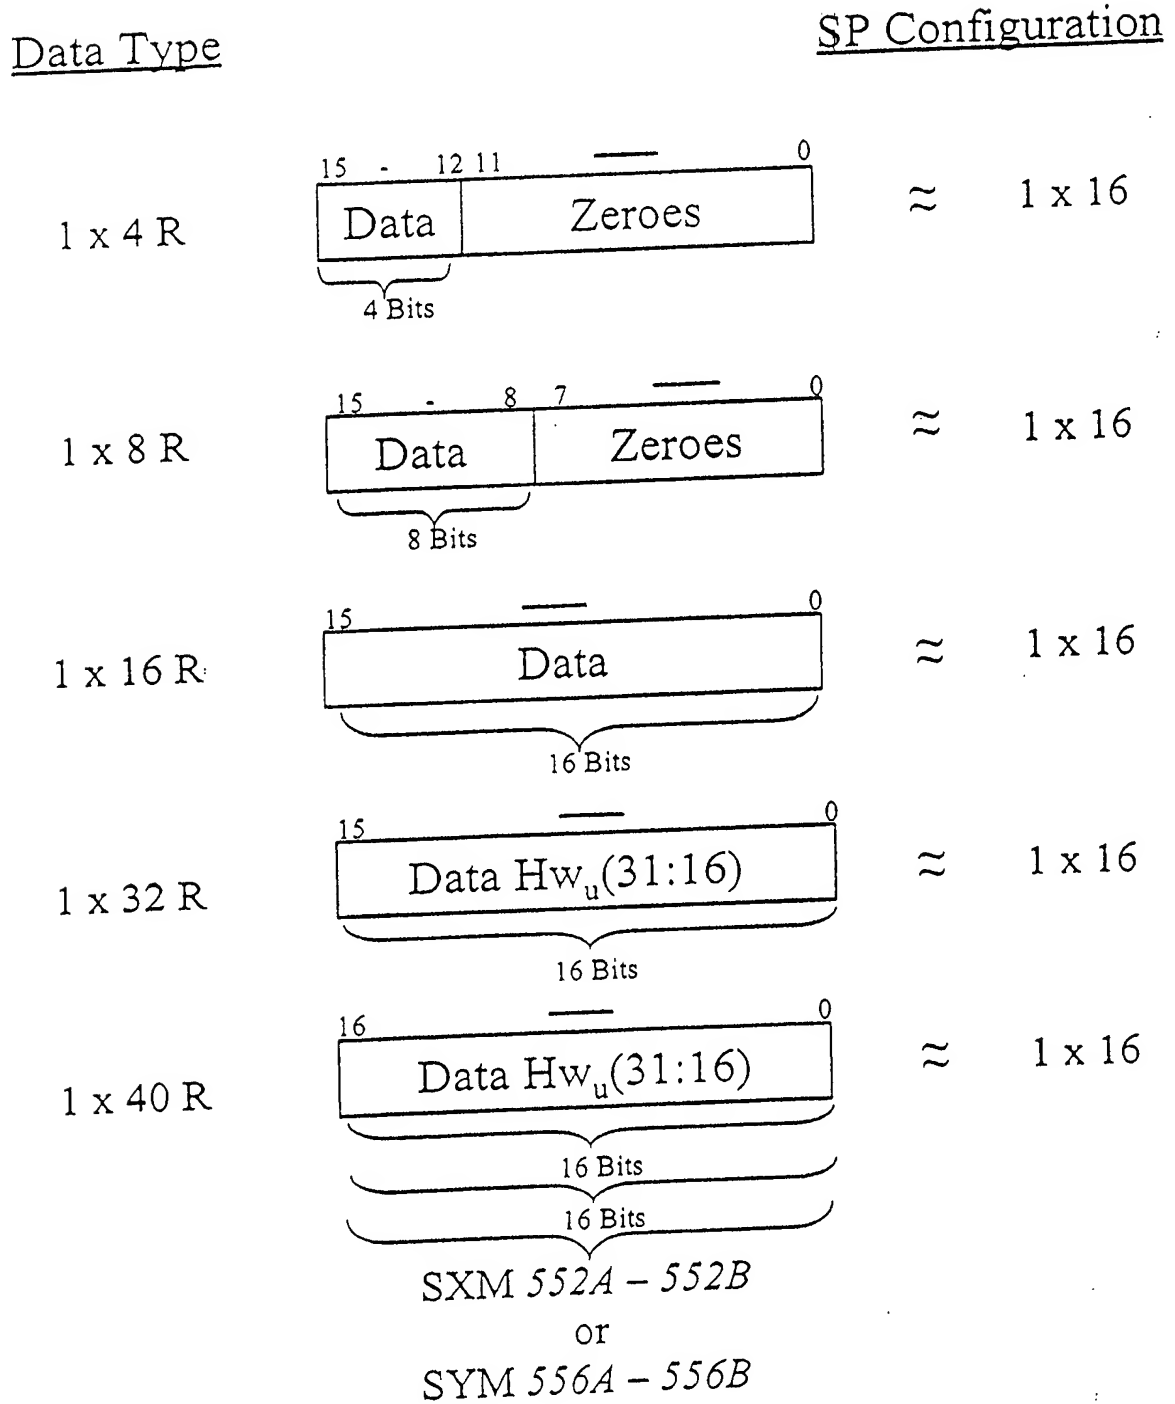 Data Type SP Configuration
15 - 12 11 — 0
1 x 4 R Data Zeroes ≈ 1 x 16
4 Bits
15 - 8 7 — 0
1 x 8 R Data Zeroes ≈ 1 x 16
8 Bits
15 — 0
1 x 16 R Data ≈ 1 x 16
16 Bits
15 — 0
1 x 32 R Data Hwu(31:16) ≈ 1 x 16
16 Bits
16 — 0
1 x 40 R Data Hwu(31:16) ≈ 1 x 16
16 Bits
16 Bits
SXM 552A – 552B
or
SYM 556A – 556B